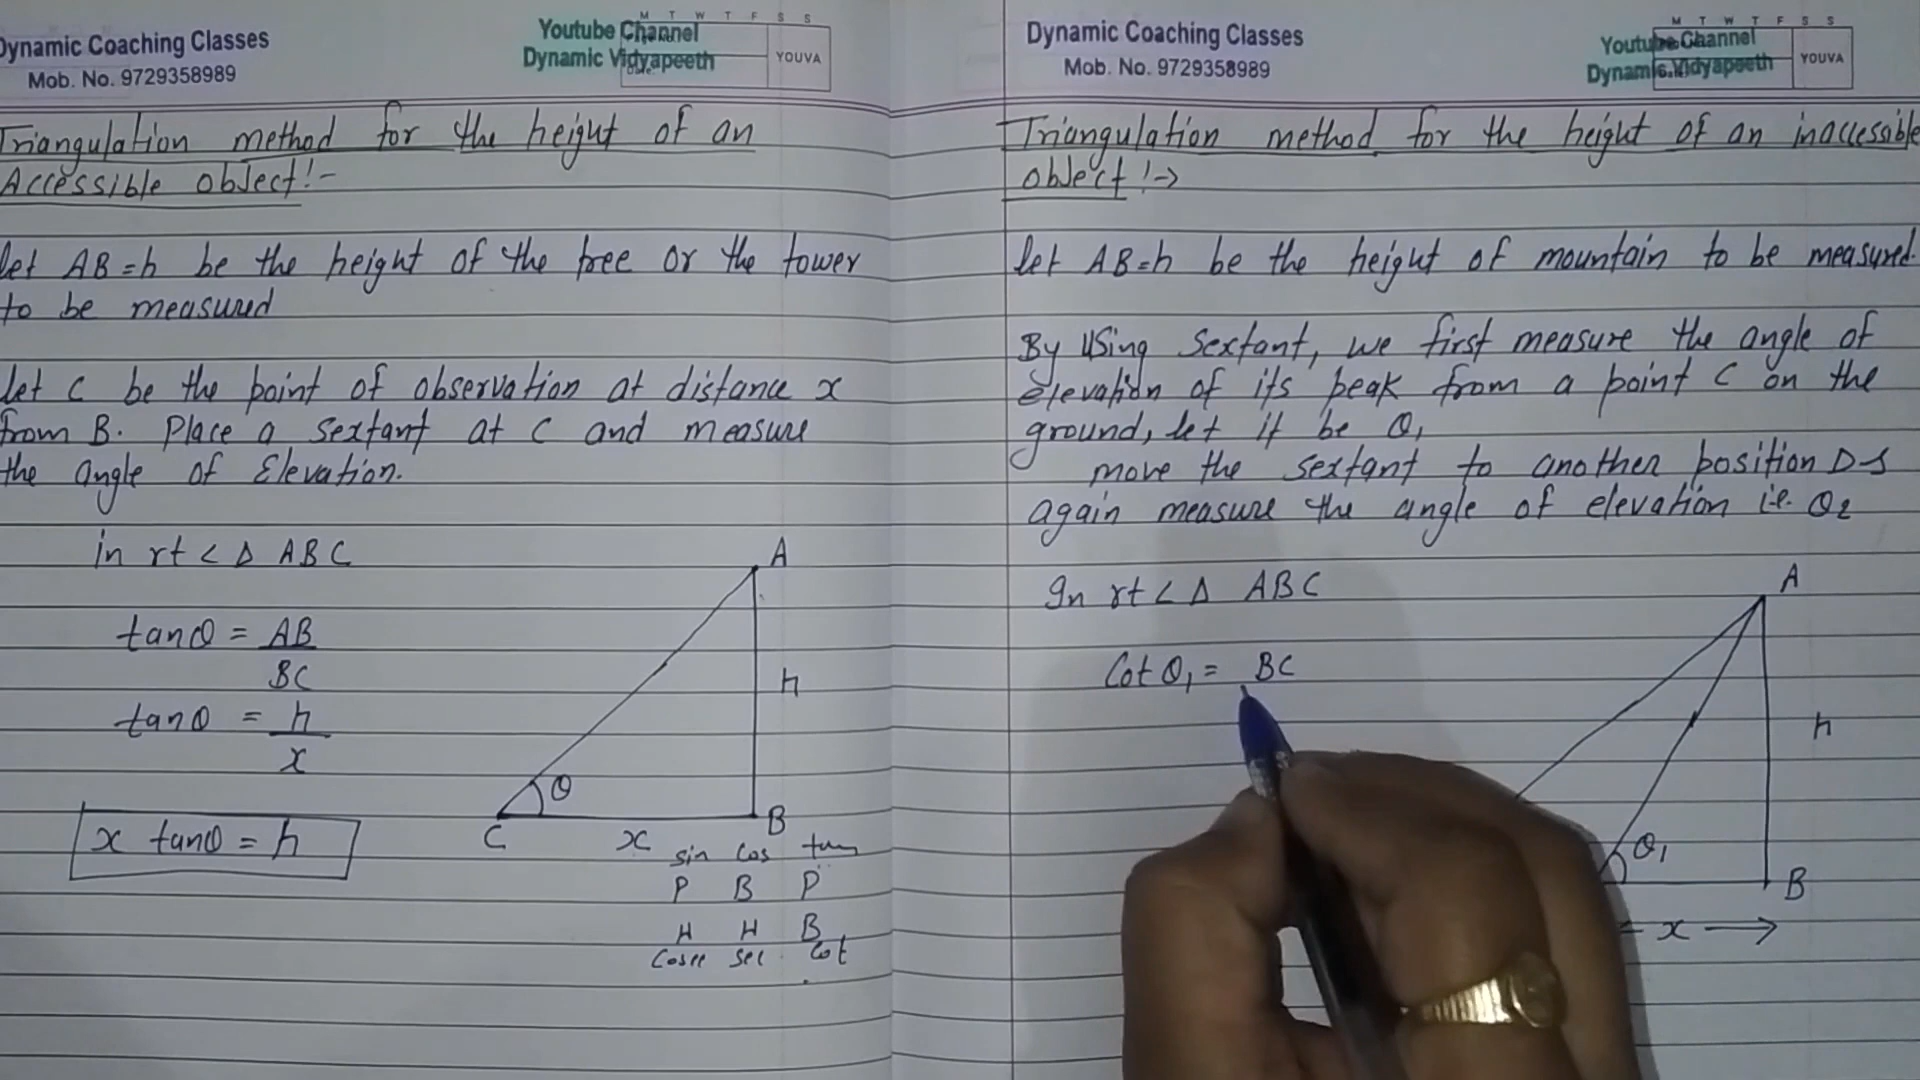 Dynamic Coaching Classes
Mob. No. 9729358989
M T W T F S S
Youtube Channel
Dynamic Vidyapeeth
YOUVA
Triangulation method for the height of an
Accessible object!-
let AB=h be the height of the tree or the tower
to be measured
let C be the point of observation at distance x
from B. Place a sextant at C and measure
the angle of Elevation.
in rt < Δ ABC
tanθ = AB
BC
tanθ = h
x
x tanθ = h
A
h
θ
C
x
B
sin cos tan
P B P
H H B
Cosec Sec Cot
Dynamic Coaching Classes
Mob. No. 9729358989
M T W T F S S
Youtube Channel
Dynamic Vidyapeeth
YOUVA
Triangulation method for the height of an inaccessible
object!->
let AB=h be the height of mountain to be measured.
By using Sextant, we first measure the angle of
elevation of its peak from a point C on the
ground, let it be θ1
move the sextant to another position D
again measure the angle of elevation i.e. θ2
In rt < Δ ABC
Cot θ1 = BC
A
h
θ1
B
x